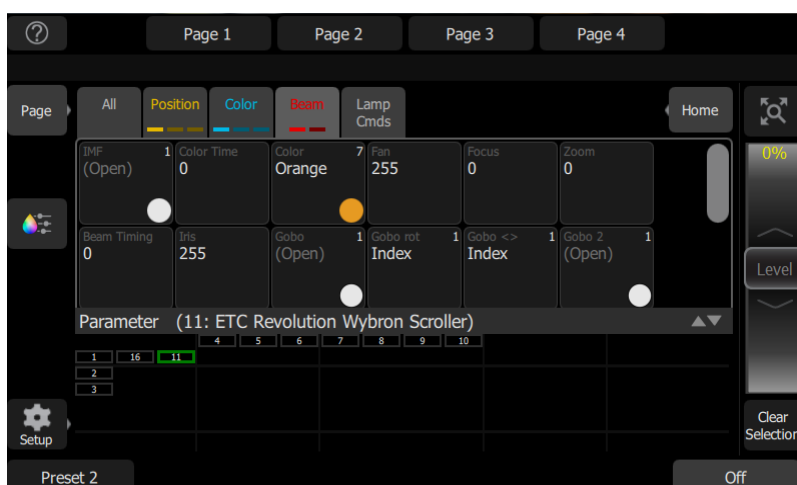 Page 1 Page 2 Page 3 Page 4
Page All Position Color Beam Lamp Cmds Home
IMF 1 Color Time Color 7 Fan Focus Zoom
(Open) 0 Orange 255 0 0
0%
Beam Timing Iris Gobo 1 Gobo rot 1 Gobo <> 1 Gobo 2 1
0 255 (Open) Index Index (Open)
Level
Parameter (11: ETC Revolution Wybron Scroller)
4 5 6 7 8 9 10
1 16 11
2
3
Setup
Clear Selection
Preset 2 Off